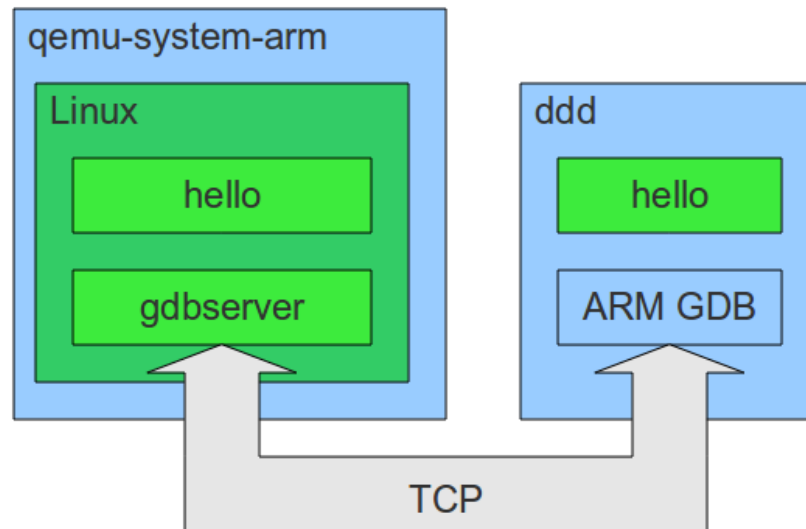 qemu-system-arm
Linux
hello
gdbserver
ddd
hello
ARM GDB
TCP